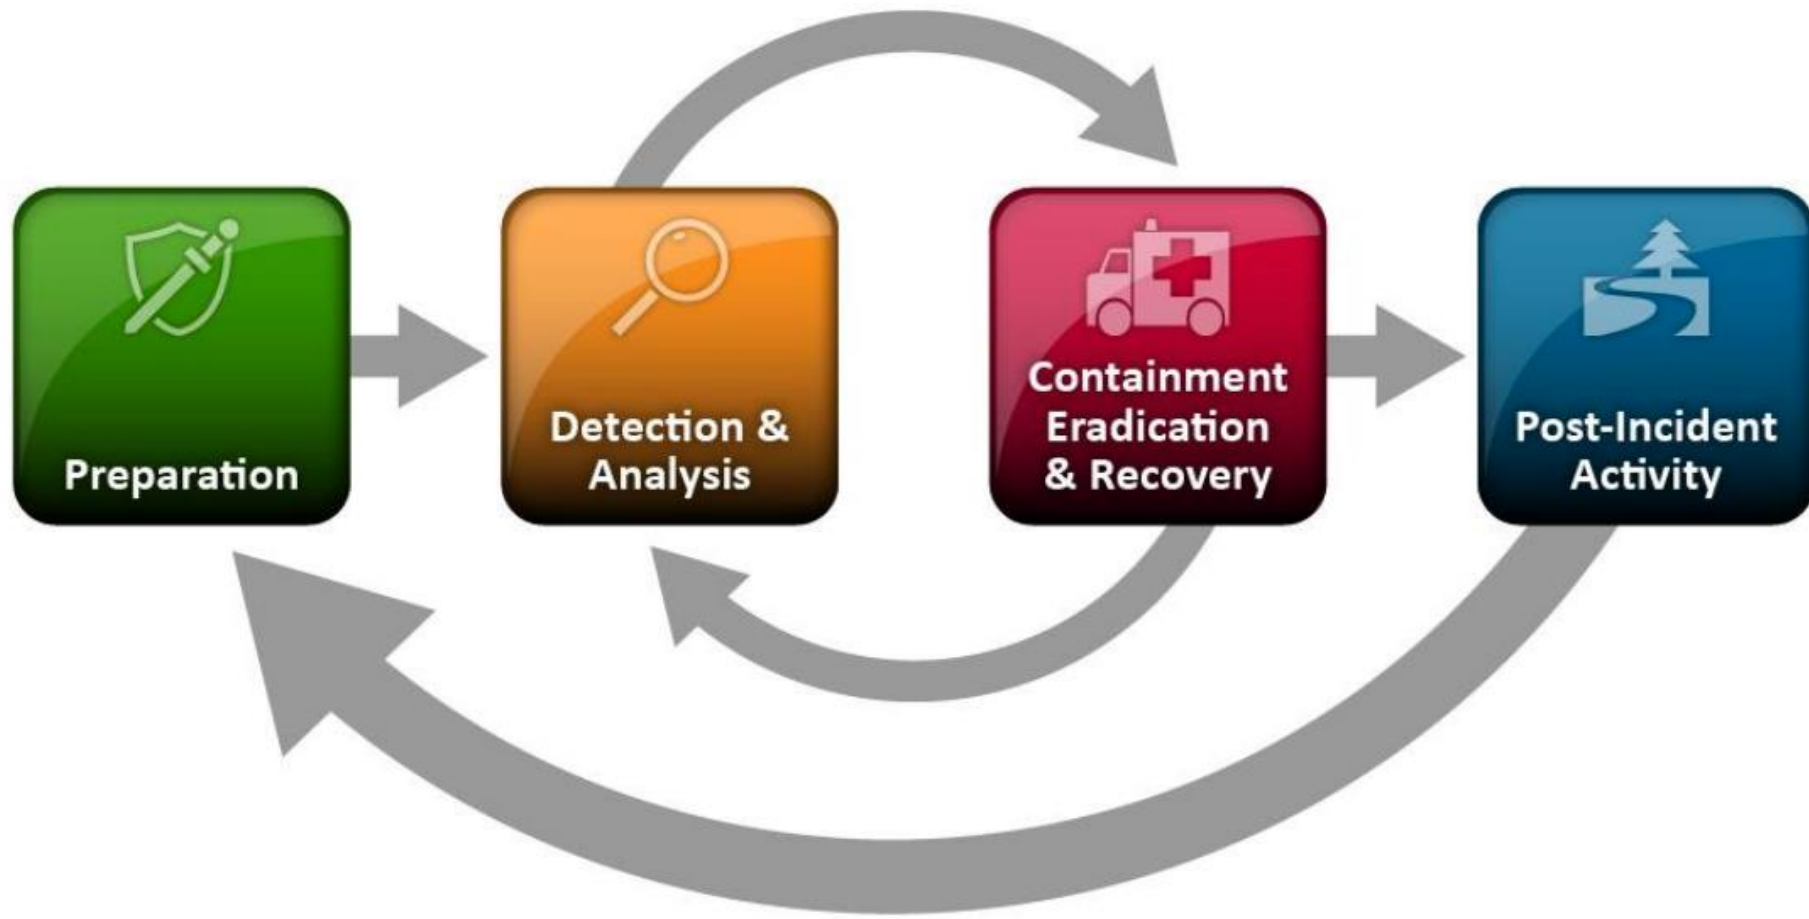 Preparation
Detection &
Analysis
Containment
Eradication
& Recovery
Post-Incident
Activity